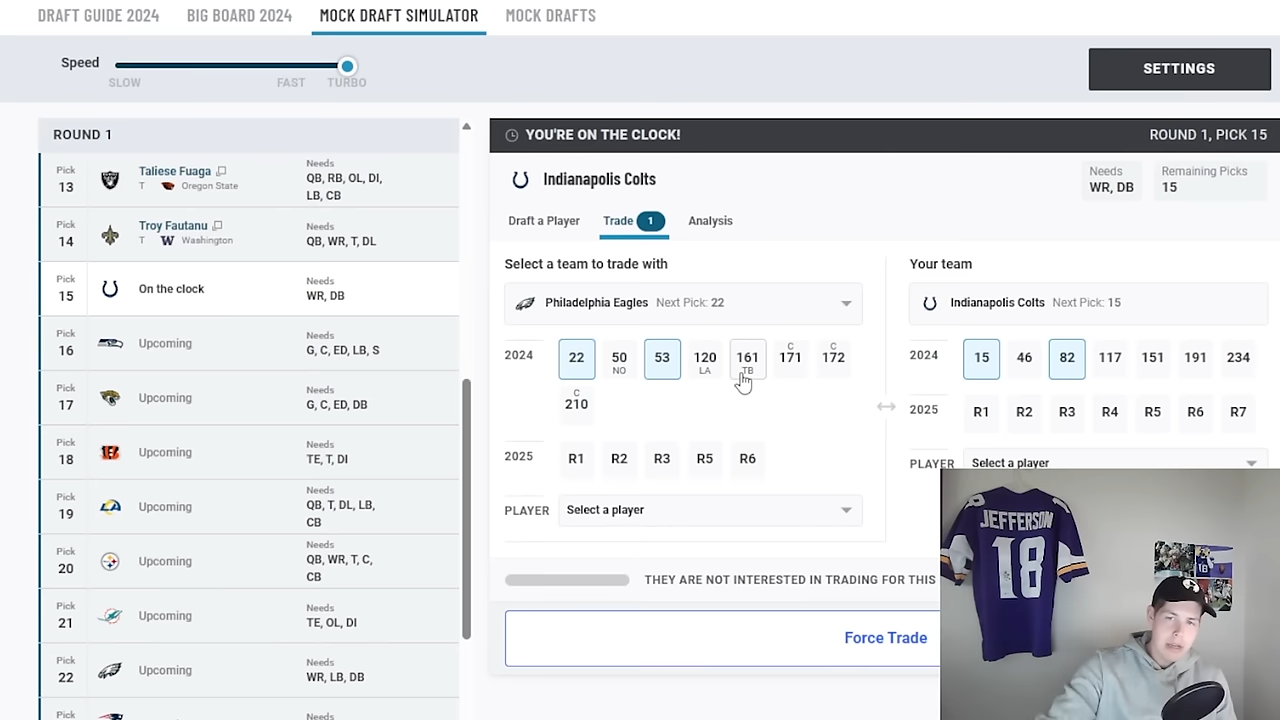 DRAFT GUIDE 2024 BIG BOARD 2024 MOCK DRAFT SIMULATOR MOCK DRAFTS
Speed
SLOW FAST TURBO
SETTINGS
ROUND 1
Pick 13
Taliese Fuaga
T Oregon State
Needs
QB, RB, OL, DI,
LB, CB
Pick 14
Troy Fautanu
T Washington
Needs
QB, WR, T, DL
Pick 15
On the clock
Needs
WR, DB
Pick 16
Upcoming
Needs
G, C, ED, LB, S
Pick 17
Upcoming
Needs
G, C, ED, DB
Pick 18
Upcoming
Needs
TE, T, DI
Pick 19
Upcoming
Needs
QB, T, DL, LB,
CB
Pick 20
Upcoming
Needs
QB, WR, T, C,
CB
Pick 21
Upcoming
Needs
TE, OL, DI
Pick 22
Upcoming
Needs
WR, LB, DB
Pick
Needs
YOU'RE ON THE CLOCK! ROUND 1, PICK 15
Indianapolis Colts
Needs
WR, DB
Remaining Picks
15
Draft a Player Trade 1 Analysis
Select a team to trade with
Philadelphia Eagles Next Pick: 22
2024 22 50 NO 53 120 LA 161 TB C 171 C 172
C 210
2025 R1 R2 R3 R5 R6
PLAYER Select a player
Your team
Indianapolis Colts Next Pick: 15
2024 15 46 82 117 151 191 234
2025 R1 R2 R3 R4 R5 R6 R7
PLAYER Select a player
THEY ARE NOT INTERESTED IN TRADING FOR THIS
Force Trade
JEFFERSON
18